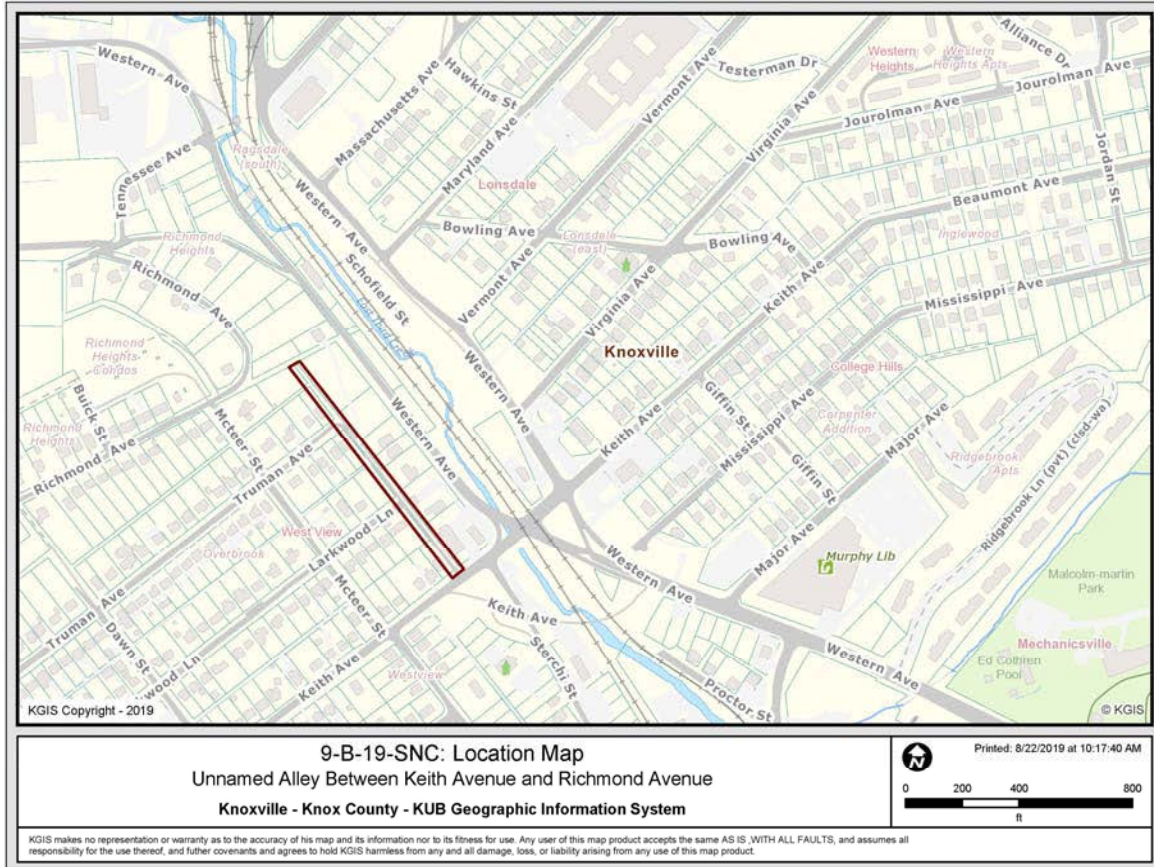 Western Ave
Tennessee Ave
Ragsdale
(south)
Massachusetts Ave
Hawkins St
Maryland Ave
Vermont Ave
Testerman Dr
Western
Heights
Western
Heights Apts
Alliance Dr
Jourolman Ave
Jourolman Ave
Jordan St
Virginia Ave
Beaumont Ave
Lonsdale
Western Ave
Schofield St
Bowling Ave
Lonsdale
(east)
Bowling Ave
Inglewood
Richmond
Heights
Richmond Ave
Vermont Ave
Virginia Ave
Keith Ave
Mississippi Ave
Richmond
Heights
Condos
Knoxville
Western Ave
College Hills
Buick St
Richmond
Heights
Richmond Ave
Mcteer St
Western Ave
Giffin St
Keith Ave
Mississippi Ave
Carpenter
Addition
Major Ave
Truman Ave
Giffin St
Ridgebrook
Apts
Ridgebrook Ln (pvt) (clsd-wa)
West View
Larkwood Ln
Overbrook
Major Ave
Murphy Lib
Western Ave
Malcolm-martin
Park
Truman Ave
Dawn St
Mcteer St
Keith Ave
Keith Ave
Westview
Sterchi St
Proctor St
Western Ave
Mechanicsville
Ed Cothren
Pool
KGIS Copyright - 2019
© KGIS
9-B-19-SNC: Location Map
Unnamed Alley Between Keith Avenue and Richmond Avenue
Knoxville - Knox County - KUB Geographic Information System
N
Printed: 8/22/2019 at 10:17:40 AM
0 200 400 800
ft
KGIS makes no representation or warranty as to the accuracy of his map and its information nor to its fitness for use. Any user of this map product accepts the same AS IS ,WITH ALL FAULTS, and assumes all
responsibility for the use thereof, and futher covenants and agrees to hold KGIS harmless from any and all damage, loss, or liability arising from any use of this map product.